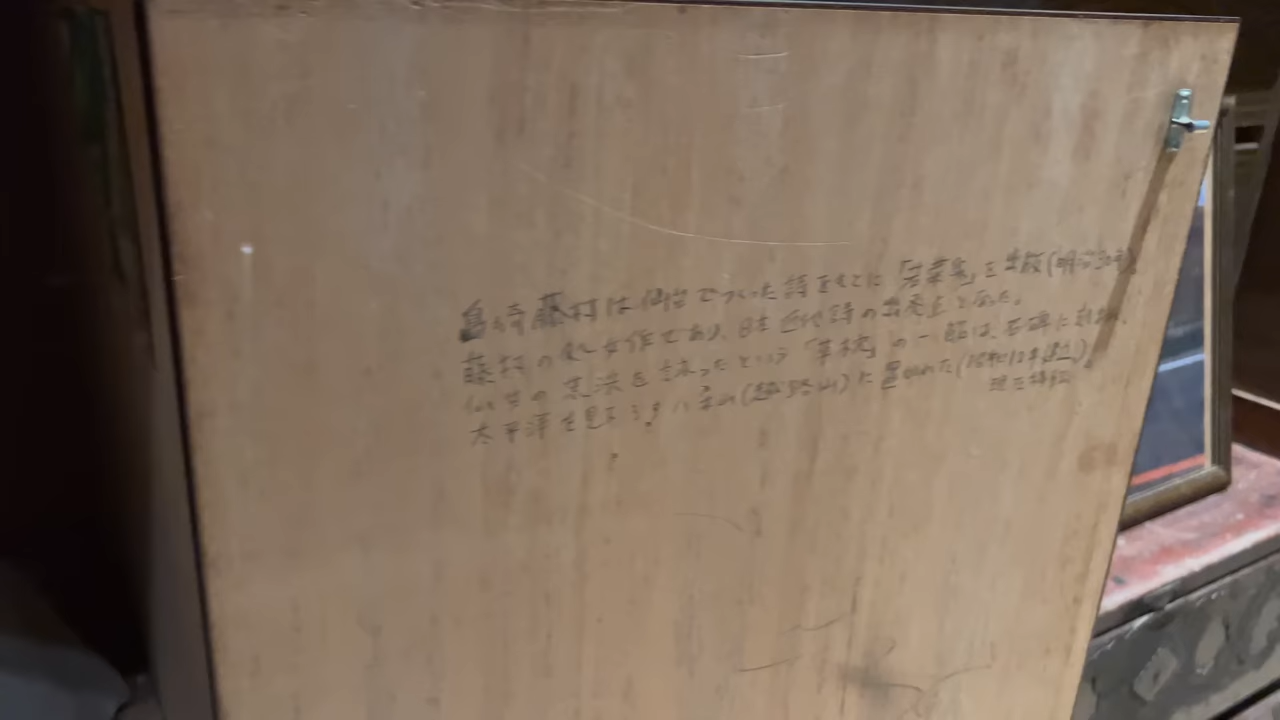 島崎藤村は仙台でつくった詩をもとに「若菜集」を出版(明治30年)
藤村の処女作であり、日本近代詩の出発点となった。
仙台の荒浜を詠ったという「草枕」の一節は、石碑に刻まれ、
太平洋を見下ろす八木山(越路山)に置かれた(昭和12年建立)。
現在